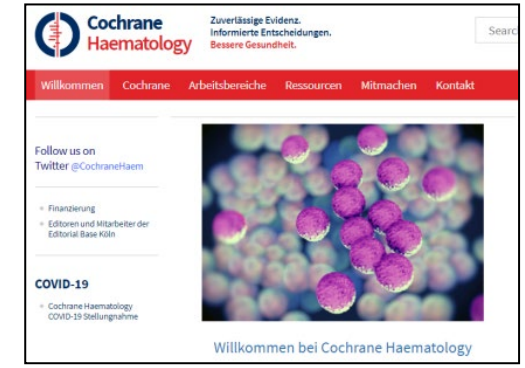 Cochrane
Haematology
Zuverlässige Evidenz.
Informierte Entscheidungen.
Bessere Gesundheit.
Searc
Willkommen Cochrane Arbeitsbereiche Ressourcen Mitmachen Kontakt
Follow us on
Twitter @CochraneHaem
Finanzierung
Editoren und Mitarbeiter der
Editorial Base Köln
COVID-19
Cochrane Haematology
COVID-19 Stellungnahme
Willkommen bei Cochrane Haematology